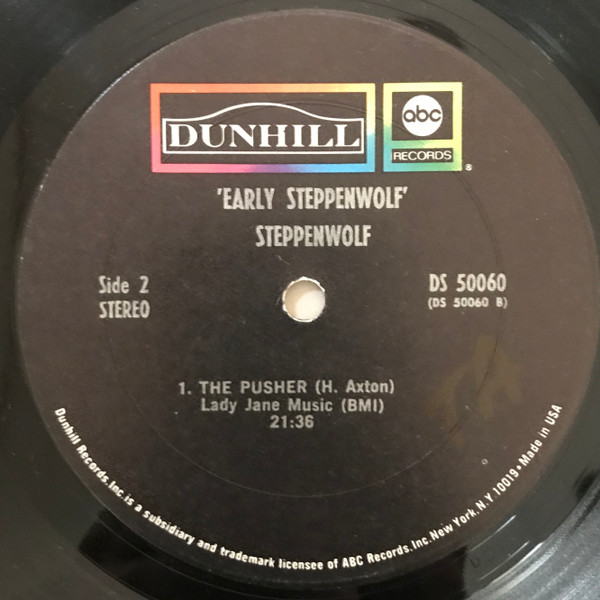 DUNHILL
abc
RECORDS
®
'EARLY STEPPENWOLF'
STEPPENWOLF
Side 2
STEREO
DS 50060
(DS 50060 B)
1. THE PUSHER (H. Axton)
Lady Jane Music (BMI)
21:36
Dunhill Records, Inc. is a subsidiary and trademark licensee of ABC Records, Inc. New York, N.Y. 10019 • Made in USA